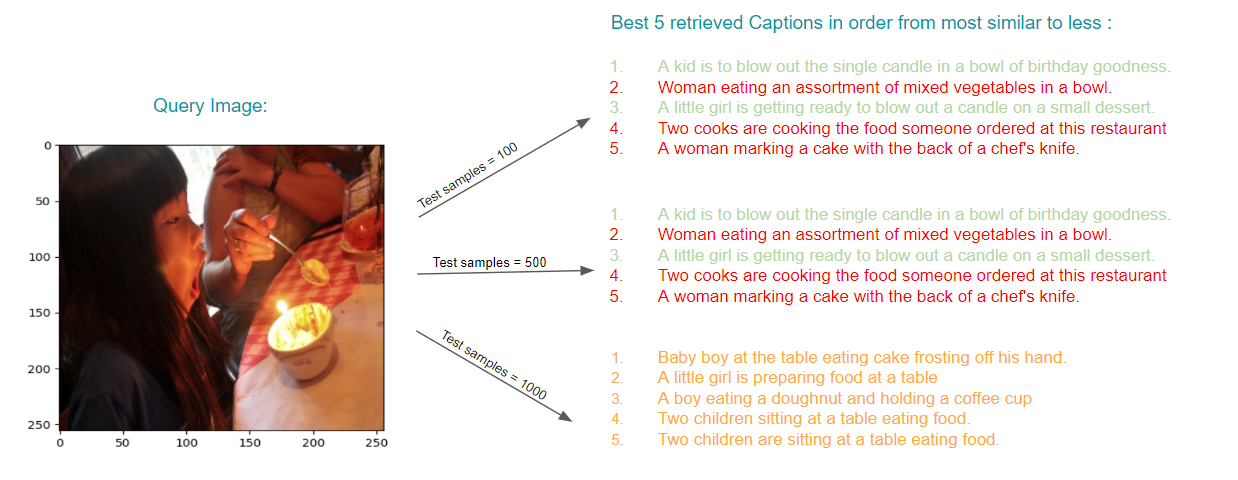 Best 5 retrieved Captions in order from most similar to less :
1. A kid is to blow out the single candle in a bowl of birthday goodness.
2. Woman eating an assortment of mixed vegetables in a bowl.
3. A little girl is getting ready to blow out a candle on a small dessert.
4. Two cooks are cooking the food someone ordered at this restaurant
5. A woman marking a cake with the back of a chef's knife.
Query Image:
0
50
100
150
200
250
0 50 100 150 200 250
Test samples = 100
Test samples = 500
Test samples = 1000
1. A kid is to blow out the single candle in a bowl of birthday goodness.
2. Woman eating an assortment of mixed vegetables in a bowl.
3. A little girl is getting ready to blow out a candle on a small dessert.
4. Two cooks are cooking the food someone ordered at this restaurant
5. A woman marking a cake with the back of a chef's knife.
1. Baby boy at the table eating cake frosting off his hand.
2. A little girl is preparing food at a table
3. A boy eating a doughnut and holding a coffee cup
4. Two children sitting at a table eating food.
5. Two children are sitting at a table eating food.